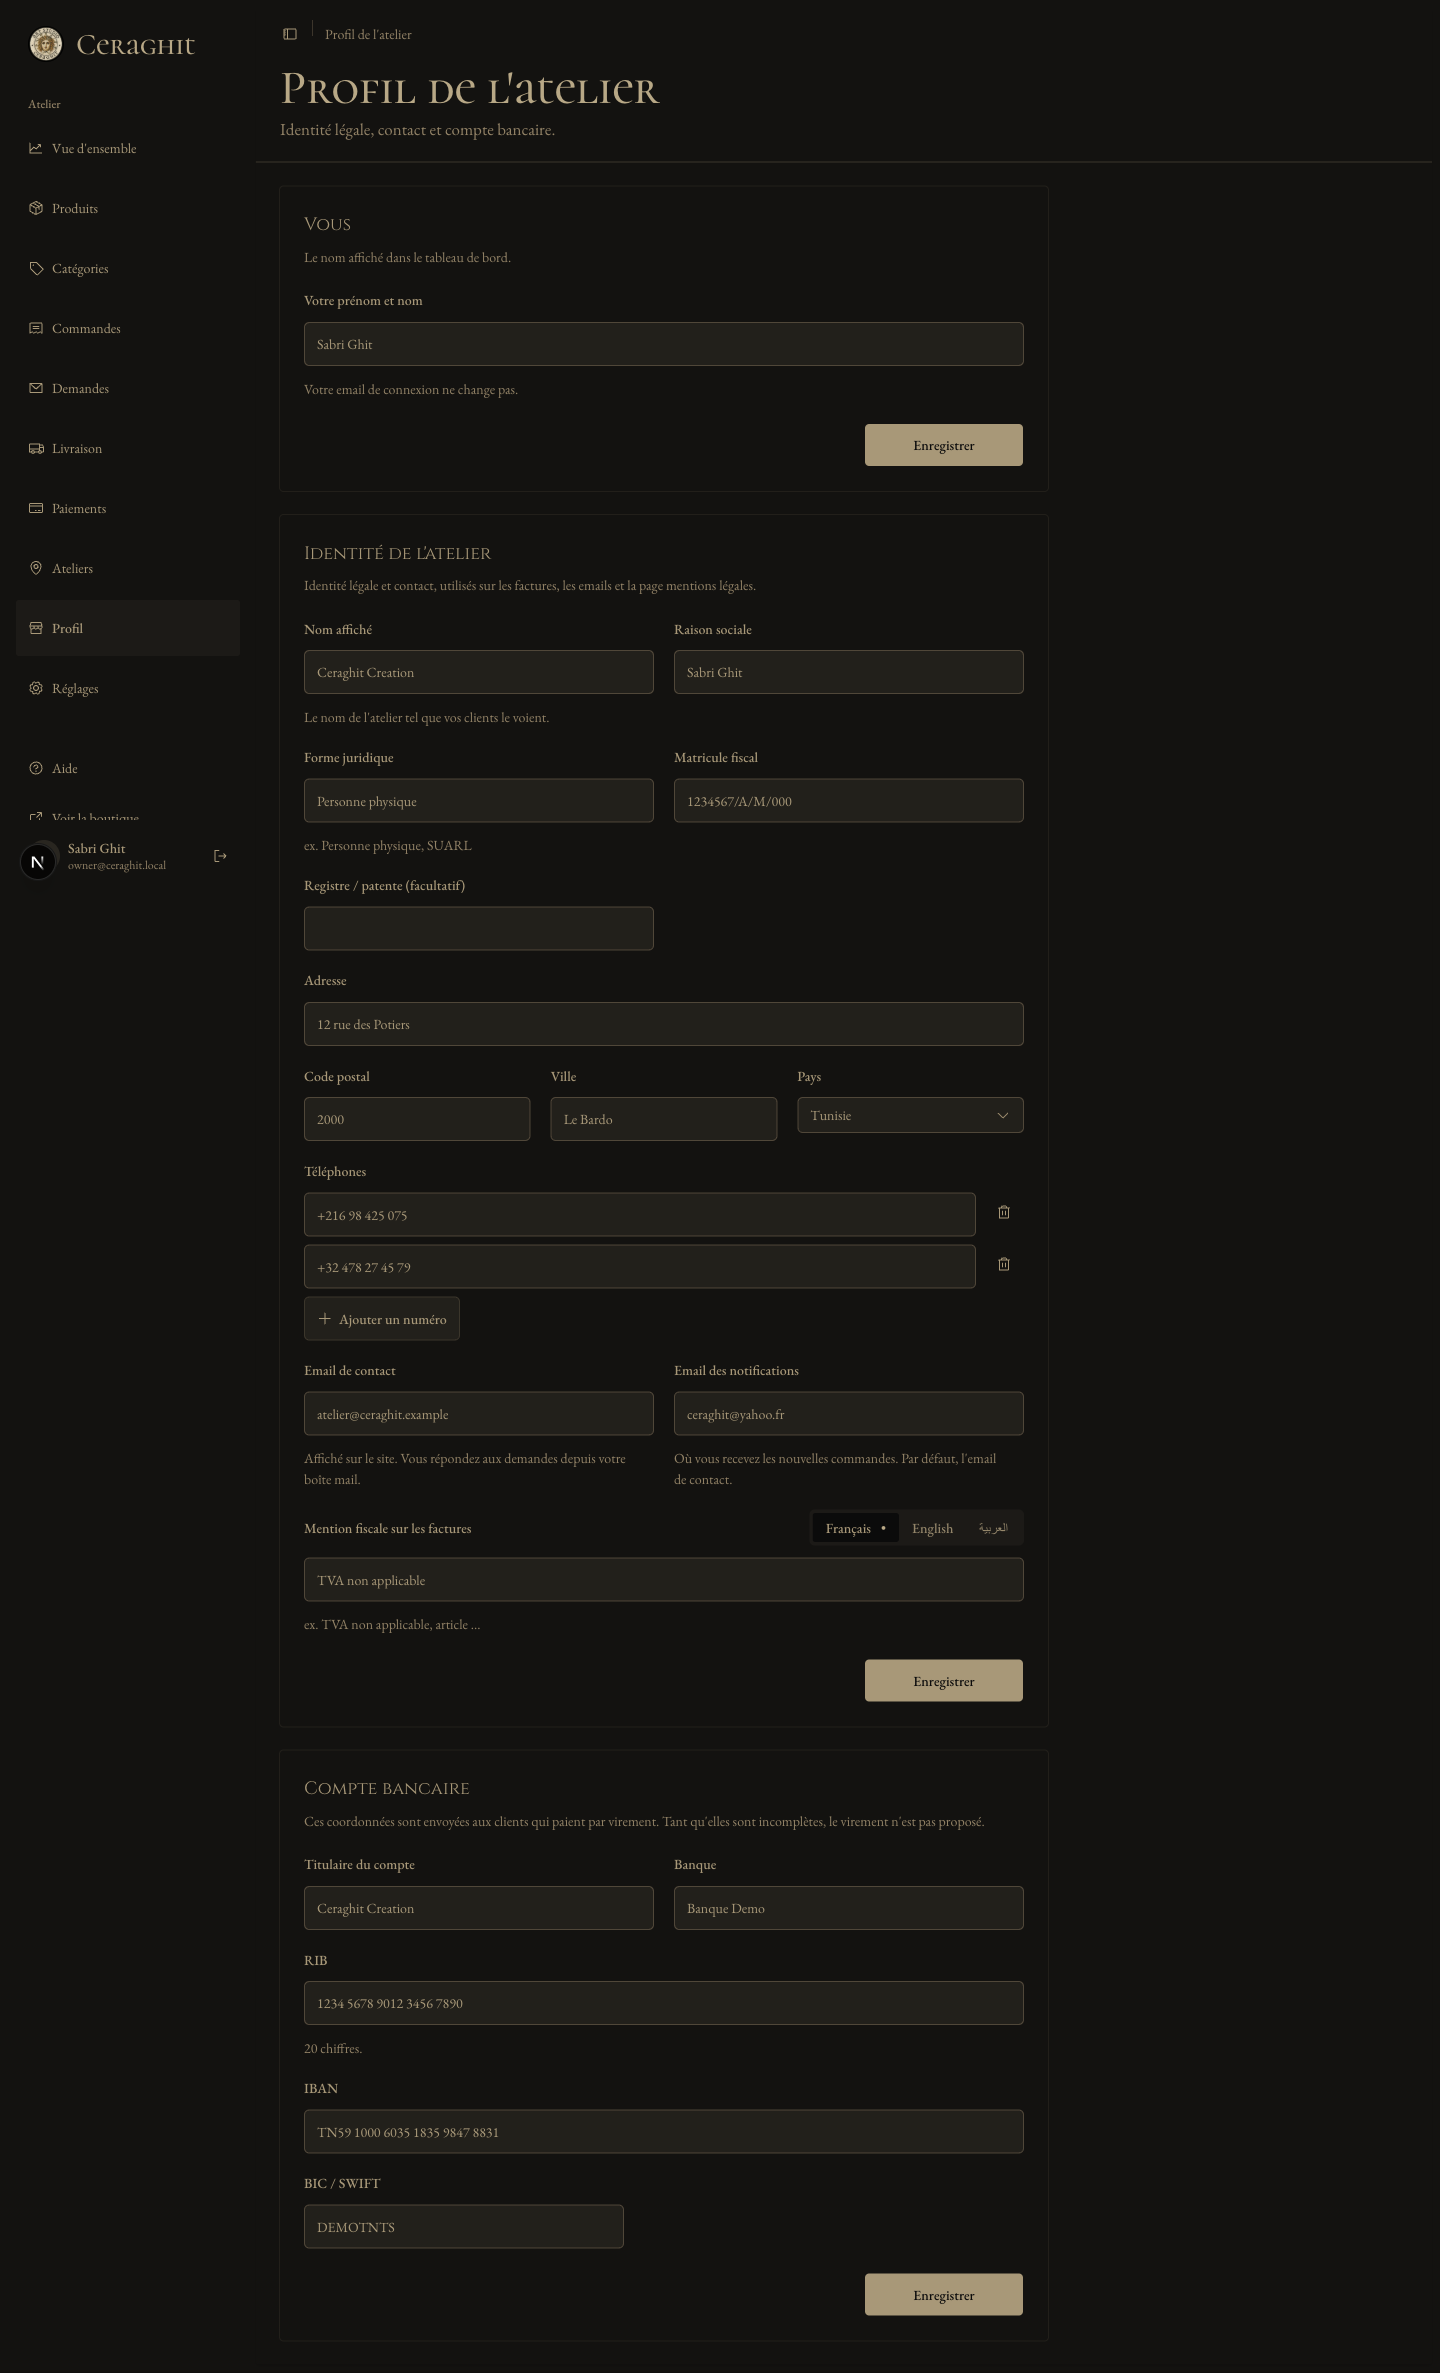 Ceraghit
Atelier
Vue d'ensemble
Produits
Catégories
Commandes
Demandes
Livraison
Paiements
Ateliers
Profil
Réglages
Aide
Voir la boutique
N
Sabri Ghit
owner@ceraghit.local
Profil de l'atelier
Profil de l'atelier
Identité légale, contact et compte bancaire.
Vous
Le nom affiché dans le tableau de bord.
Votre prénom et nom
Sabri Ghit
Votre email de connexion ne change pas.
Enregistrer
Identité de l'atelier
Identité légale et contact, utilisés sur les factures, les emails et la page mentions légales.
Nom affiché
Raison sociale
Ceraghit Creation
Sabri Ghit
Le nom de l'atelier tel que vos clients le voient.
Forme juridique
Matricule fiscal
Personne physique
1234567/A/M/000
ex. Personne physique, SUARL
Registre / patente (facultatif)
Adresse
12 rue des Potiers
Code postal
Ville
Pays
2000
Le Bardo
Tunisie
Téléphones
+216 98 425 075
+32 478 27 45 79
Ajouter un numéro
Email de contact
Email des notifications
atelier@ceraghit.example
ceraghit@yahoo.fr
Affiché sur le site. Vous répondez aux demandes depuis votre
boîte mail.
Où vous recevez les nouvelles commandes. Par défaut, l'email
de contact.
Mention fiscale sur les factures
Français •
English
العربية
TVA non applicable
ex. TVA non applicable, article ...
Enregistrer
Compte bancaire
Ces coordonnées sont envoyées aux clients qui paient par virement. Tant qu'elles sont incomplètes, le virement n'est pas proposé.
Titulaire du compte
Banque
Ceraghit Creation
Banque Demo
RIB
1234 5678 9012 3456 7890
20 chiffres.
IBAN
TN59 1000 6035 1835 9847 8831
BIC / SWIFT
DEMOTNTS
Enregistrer